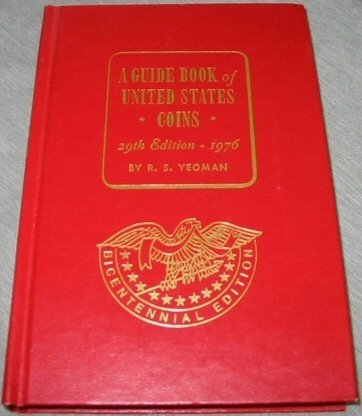 A GUIDE BOOK of
UNITED STATES
• COINS •
29th Edition • 1976
BY R. S. YEOMAN
BICENTENNIAL EDITION